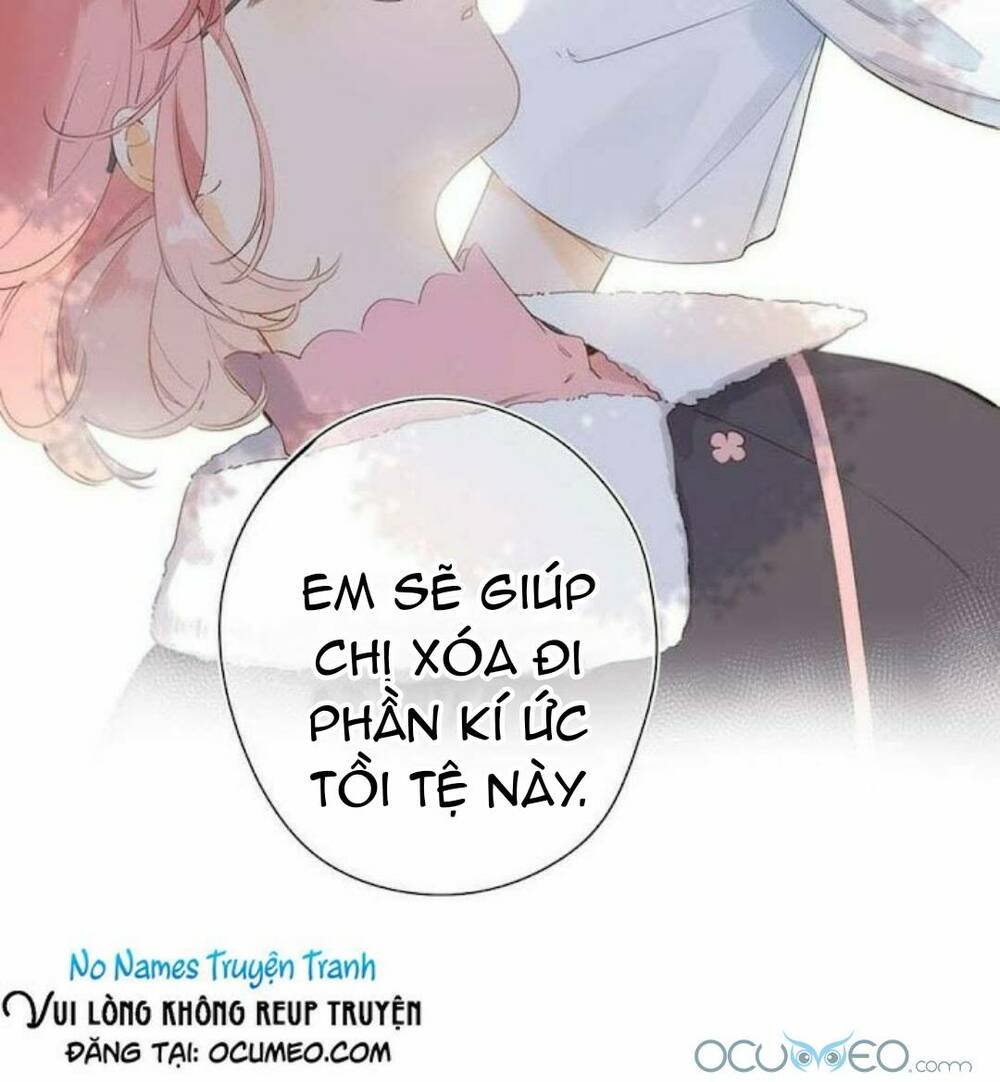 EM SẼ GIÚP
CHỊ XÓA ĐI
PHẦN KÍ ỨC
TỒI TỆ NÀY.
No Names Truyện Tranh
VUI LÒNG KHÔNG REUP TRUYỆN
ĐĂNG TẠI: OCUMEO.COM
OCUMEO.comm